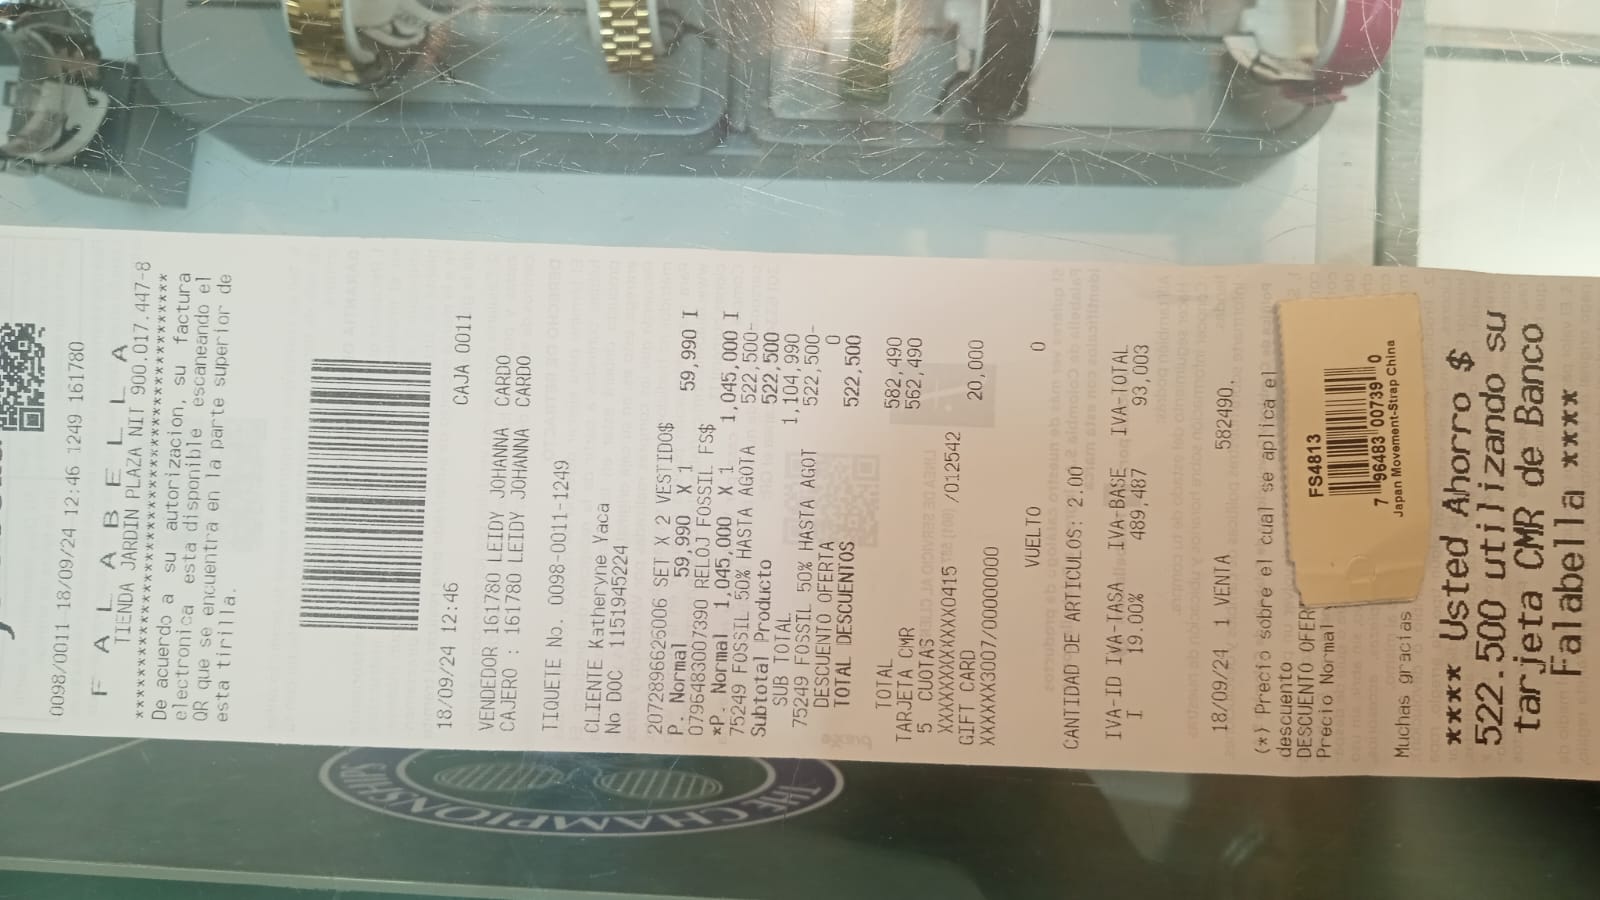 0098/0011 18/09/24 12:46 1249 161780
F A L A B E L L A
TIENDA JARDIN PLAZA NIT 900.017.447-8
****************************************
De acuerdo a su autorizacion, su factura
electronica esta disponible escaneando el
QR que se encuentra en la parte superior de
esta tirilla.
****************************************
18/09/24 12:46 CAJA 0011
VENDEDOR 161780 LEIDY JOHANNA CARDO
CAJERO : 161780 LEIDY JOHANNA CARDO
TIQUETE No. 0098-0011-1249
CLIENTE Katheryne Yaca
No DOC 1151945224
2072896626006 SET X 2 VESTIDO$
P. Normal 59,990 X 1 59,990 I
0796483007390 RELOJ FOSSIL FS$
*P. Normal 1,045,000 X 1 1,045,000 I
75249 FOSSIL 50% HASTA AGOTA 522,500-
Subtotal Producto 522,500
SUB TOTAL 1,104,990
75249 FOSSIL 50% HASTA AGOT 522,500-
DESCUENTO OFERTA 0
TOTAL DESCUENTOS 522,500
TOTAL 582,490
TARJETA CMR 562,490
5 CUOTAS
XXXXXXXXXXXX0415 /012542
GIFT CARD 20,000
XXXXXX3007/00000000
VUELTO 0
CANTIDAD DE ARTICULOS: 2.00
IVA-ID IVA-TASA IVA-BASE IVA-TOTAL
I 19.00% 489,487 93,003
18/09/24 1 VENTA 582490.
(*) Precio sobre el cual se aplica el
descuento
DESCUENTO OFER
Precio Normal
Muchas gracias
**** Usted Ahorro $
522.500 utilizando su
tarjeta CMR de Banco
Falabella ****
FS4813
7 96483 00739 0
Japan Movement-Strap China
THE CHAMPIONSHIPS